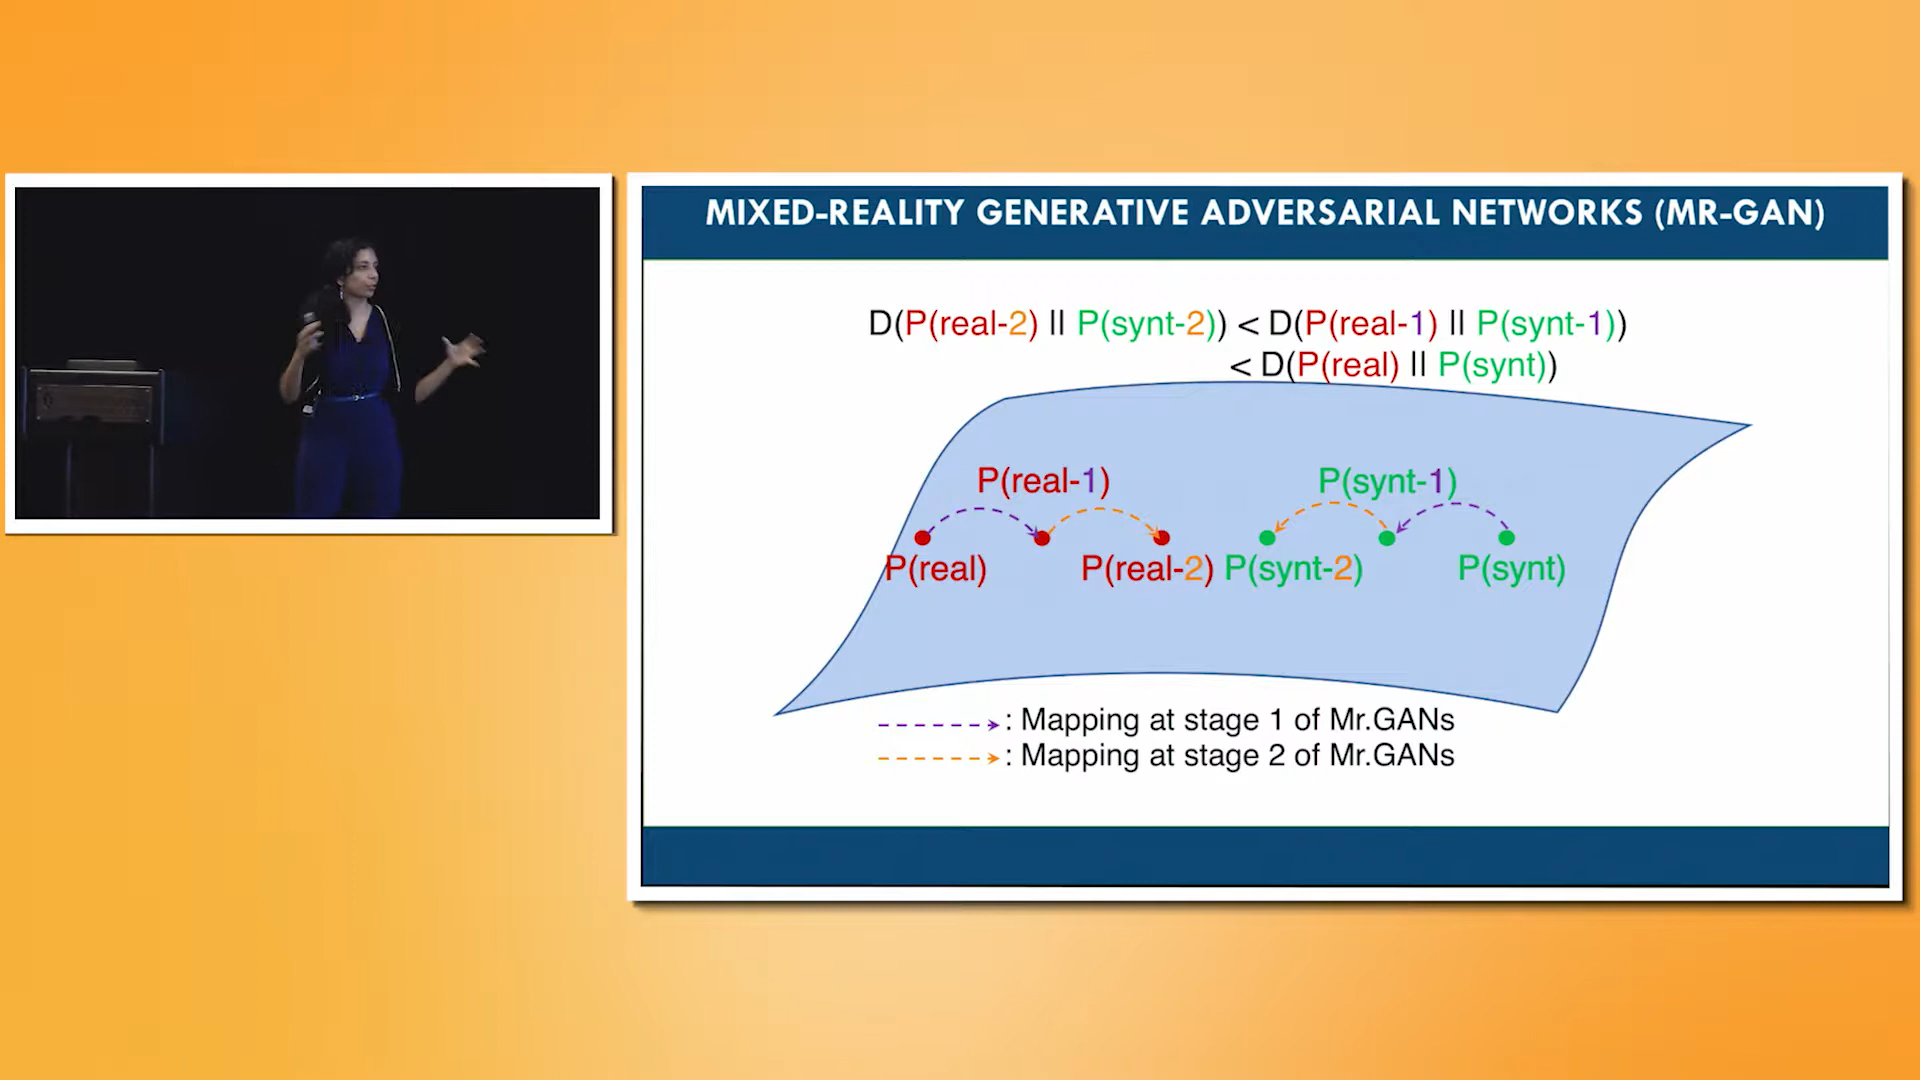 MIXED-REALITY GENERATIVE ADVERSARIAL NETWORKS (MR-GAN)
D(P(real-2) || P(synt-2)) < D(P(real-1) || P(synt-1))
< D(P(real) || P(synt))
P(real-1) P(synt-1)
P(real) P(real-2) P(synt-2) P(synt)
: Mapping at stage 1 of Mr.GANs
: Mapping at stage 2 of Mr.GANs